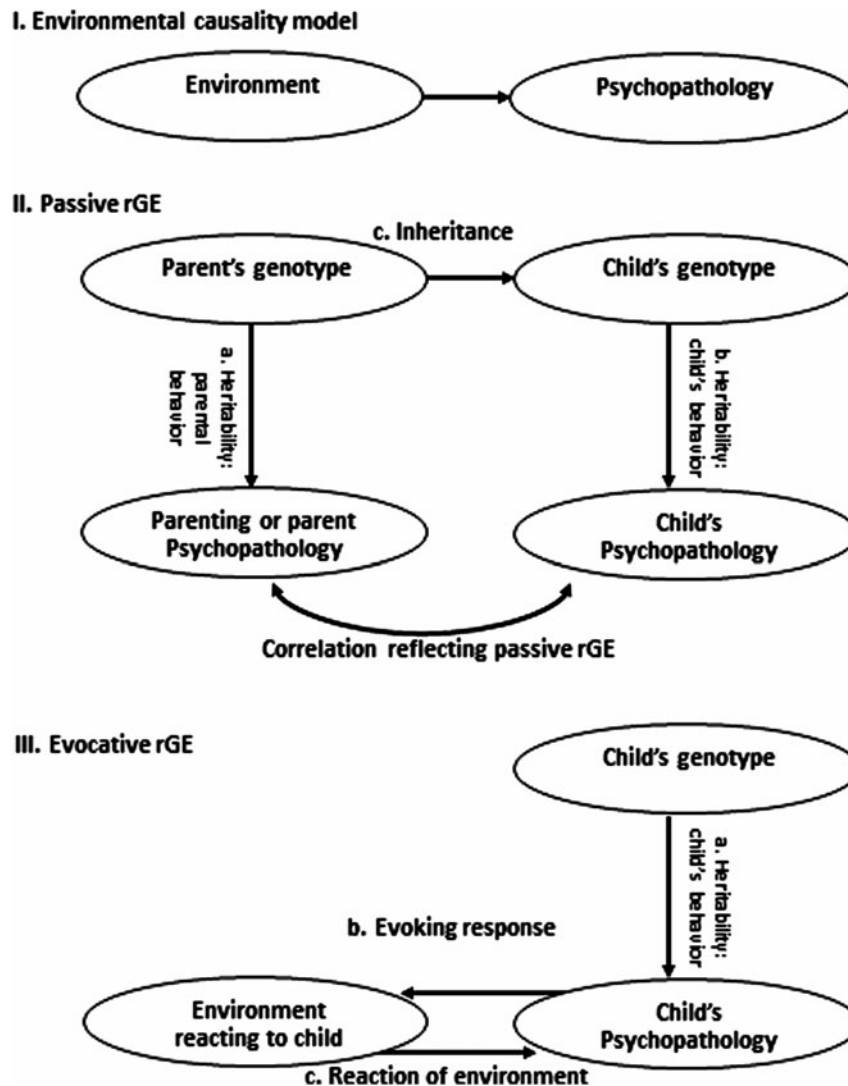 I. Environmental causality model
Environment
Psychopathology
II. Passive rGE
c. Inheritance
Parent's genotype
Child's genotype
a. Heritability:
parental
behavior
b. Heritability:
child's behavior
Parenting or parent
Psychopathology
Child's
Psychopathology
Correlation reflecting passive rGE
III. Evocative rGE
Child's genotype
a. Heritability:
child's behavior
b. Evoking response
Environment
reacting to child
Child's
Psychopathology
c. Reaction of environment